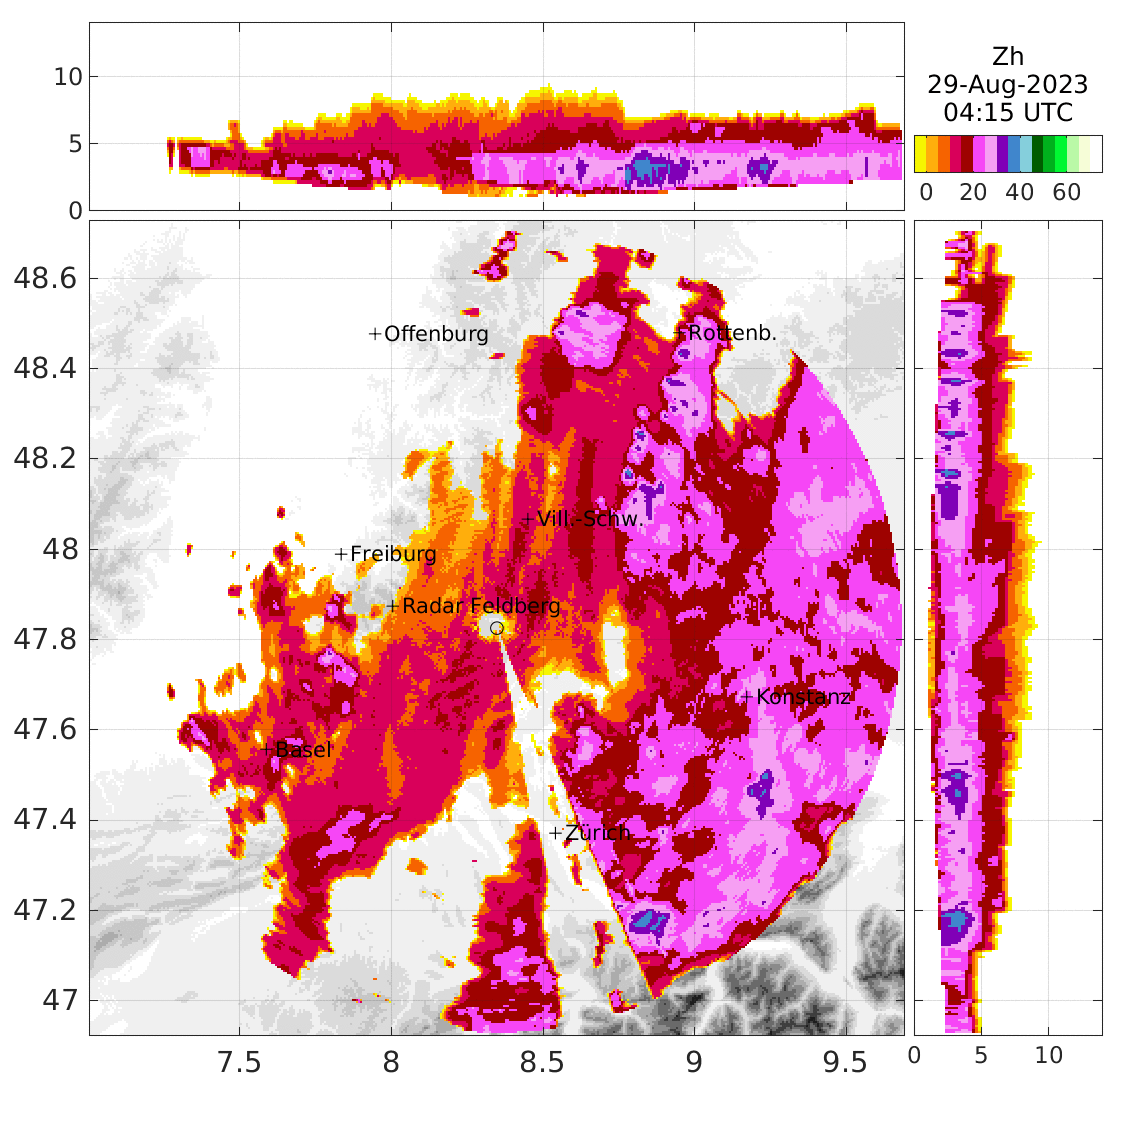 10
5
0
Zh
29-Aug-2023
04:15 UTC
0 20 40 60
48.6
48.4
48.2
48
47.8
47.6
47.4
47.2
47
+Offenburg
+Rottenb.
+Vill.-Schw.
+Freiburg
+Radar Feldberg
+Konstanz
+Basel
+Zürich
7.5 8 8.5 9 9.5
0 5 10